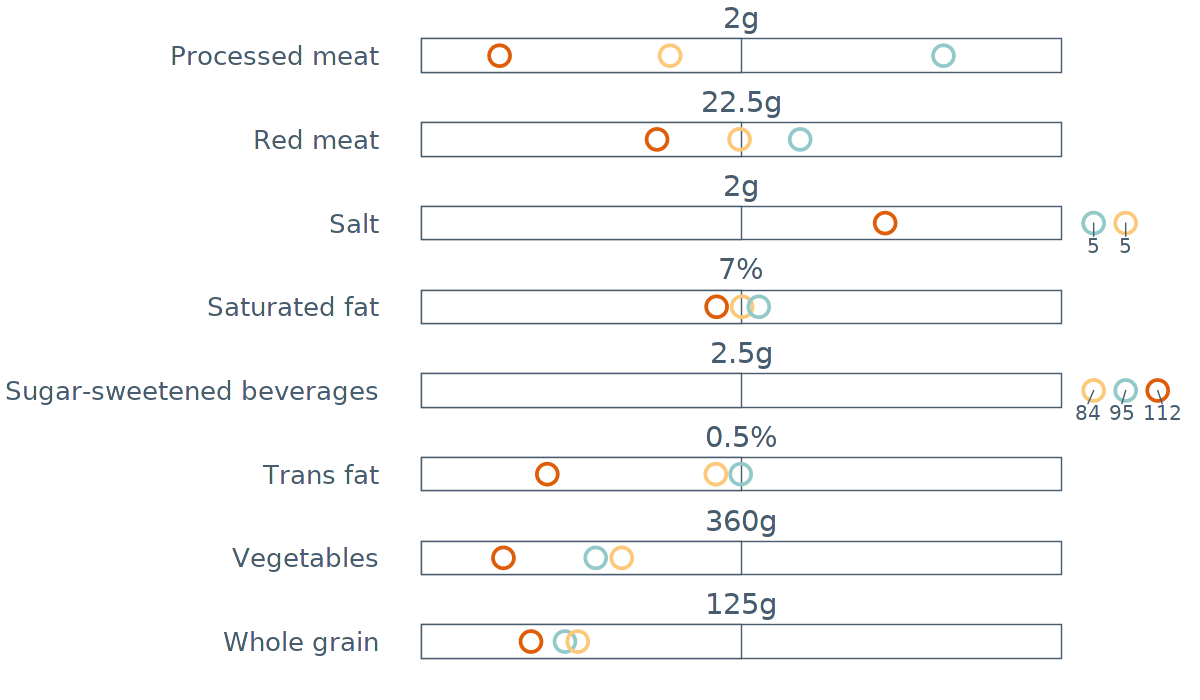 2g
Processed meat
22.5g
Red meat
2g
Salt
5 5
7%
Saturated fat
2.5g
Sugar-sweetened beverages
84 95 112
0.5%
Trans fat
360g
Vegetables
125g
Whole grain